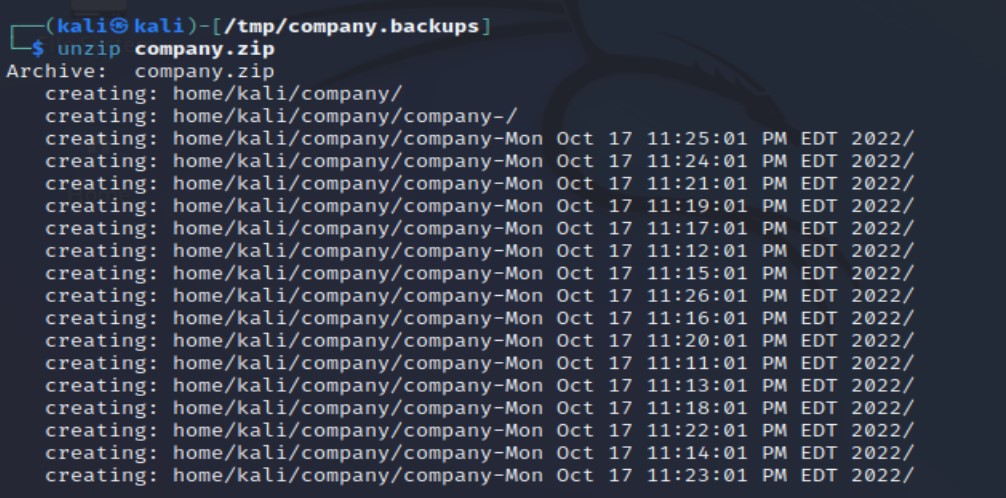 ┌──(kali㉿kali)-[/tmp/company.backups]
└─$ unzip company.zip
Archive:  company.zip
   creating: home/kali/company/
   creating: home/kali/company/company-/
   creating: home/kali/company/company-Mon Oct 17 11:25:01 PM EDT 2022/
   creating: home/kali/company/company-Mon Oct 17 11:24:01 PM EDT 2022/
   creating: home/kali/company/company-Mon Oct 17 11:21:01 PM EDT 2022/
   creating: home/kali/company/company-Mon Oct 17 11:19:01 PM EDT 2022/
   creating: home/kali/company/company-Mon Oct 17 11:17:01 PM EDT 2022/
   creating: home/kali/company/company-Mon Oct 17 11:12:01 PM EDT 2022/
   creating: home/kali/company/company-Mon Oct 17 11:15:01 PM EDT 2022/
   creating: home/kali/company/company-Mon Oct 17 11:26:01 PM EDT 2022/
   creating: home/kali/company/company-Mon Oct 17 11:16:01 PM EDT 2022/
   creating: home/kali/company/company-Mon Oct 17 11:20:01 PM EDT 2022/
   creating: home/kali/company/company-Mon Oct 17 11:11:01 PM EDT 2022/
   creating: home/kali/company/company-Mon Oct 17 11:13:01 PM EDT 2022/
   creating: home/kali/company/company-Mon Oct 17 11:18:01 PM EDT 2022/
   creating: home/kali/company/company-Mon Oct 17 11:22:01 PM EDT 2022/
   creating: home/kali/company/company-Mon Oct 17 11:14:01 PM EDT 2022/
   creating: home/kali/company/company-Mon Oct 17 11:23:01 PM EDT 2022/